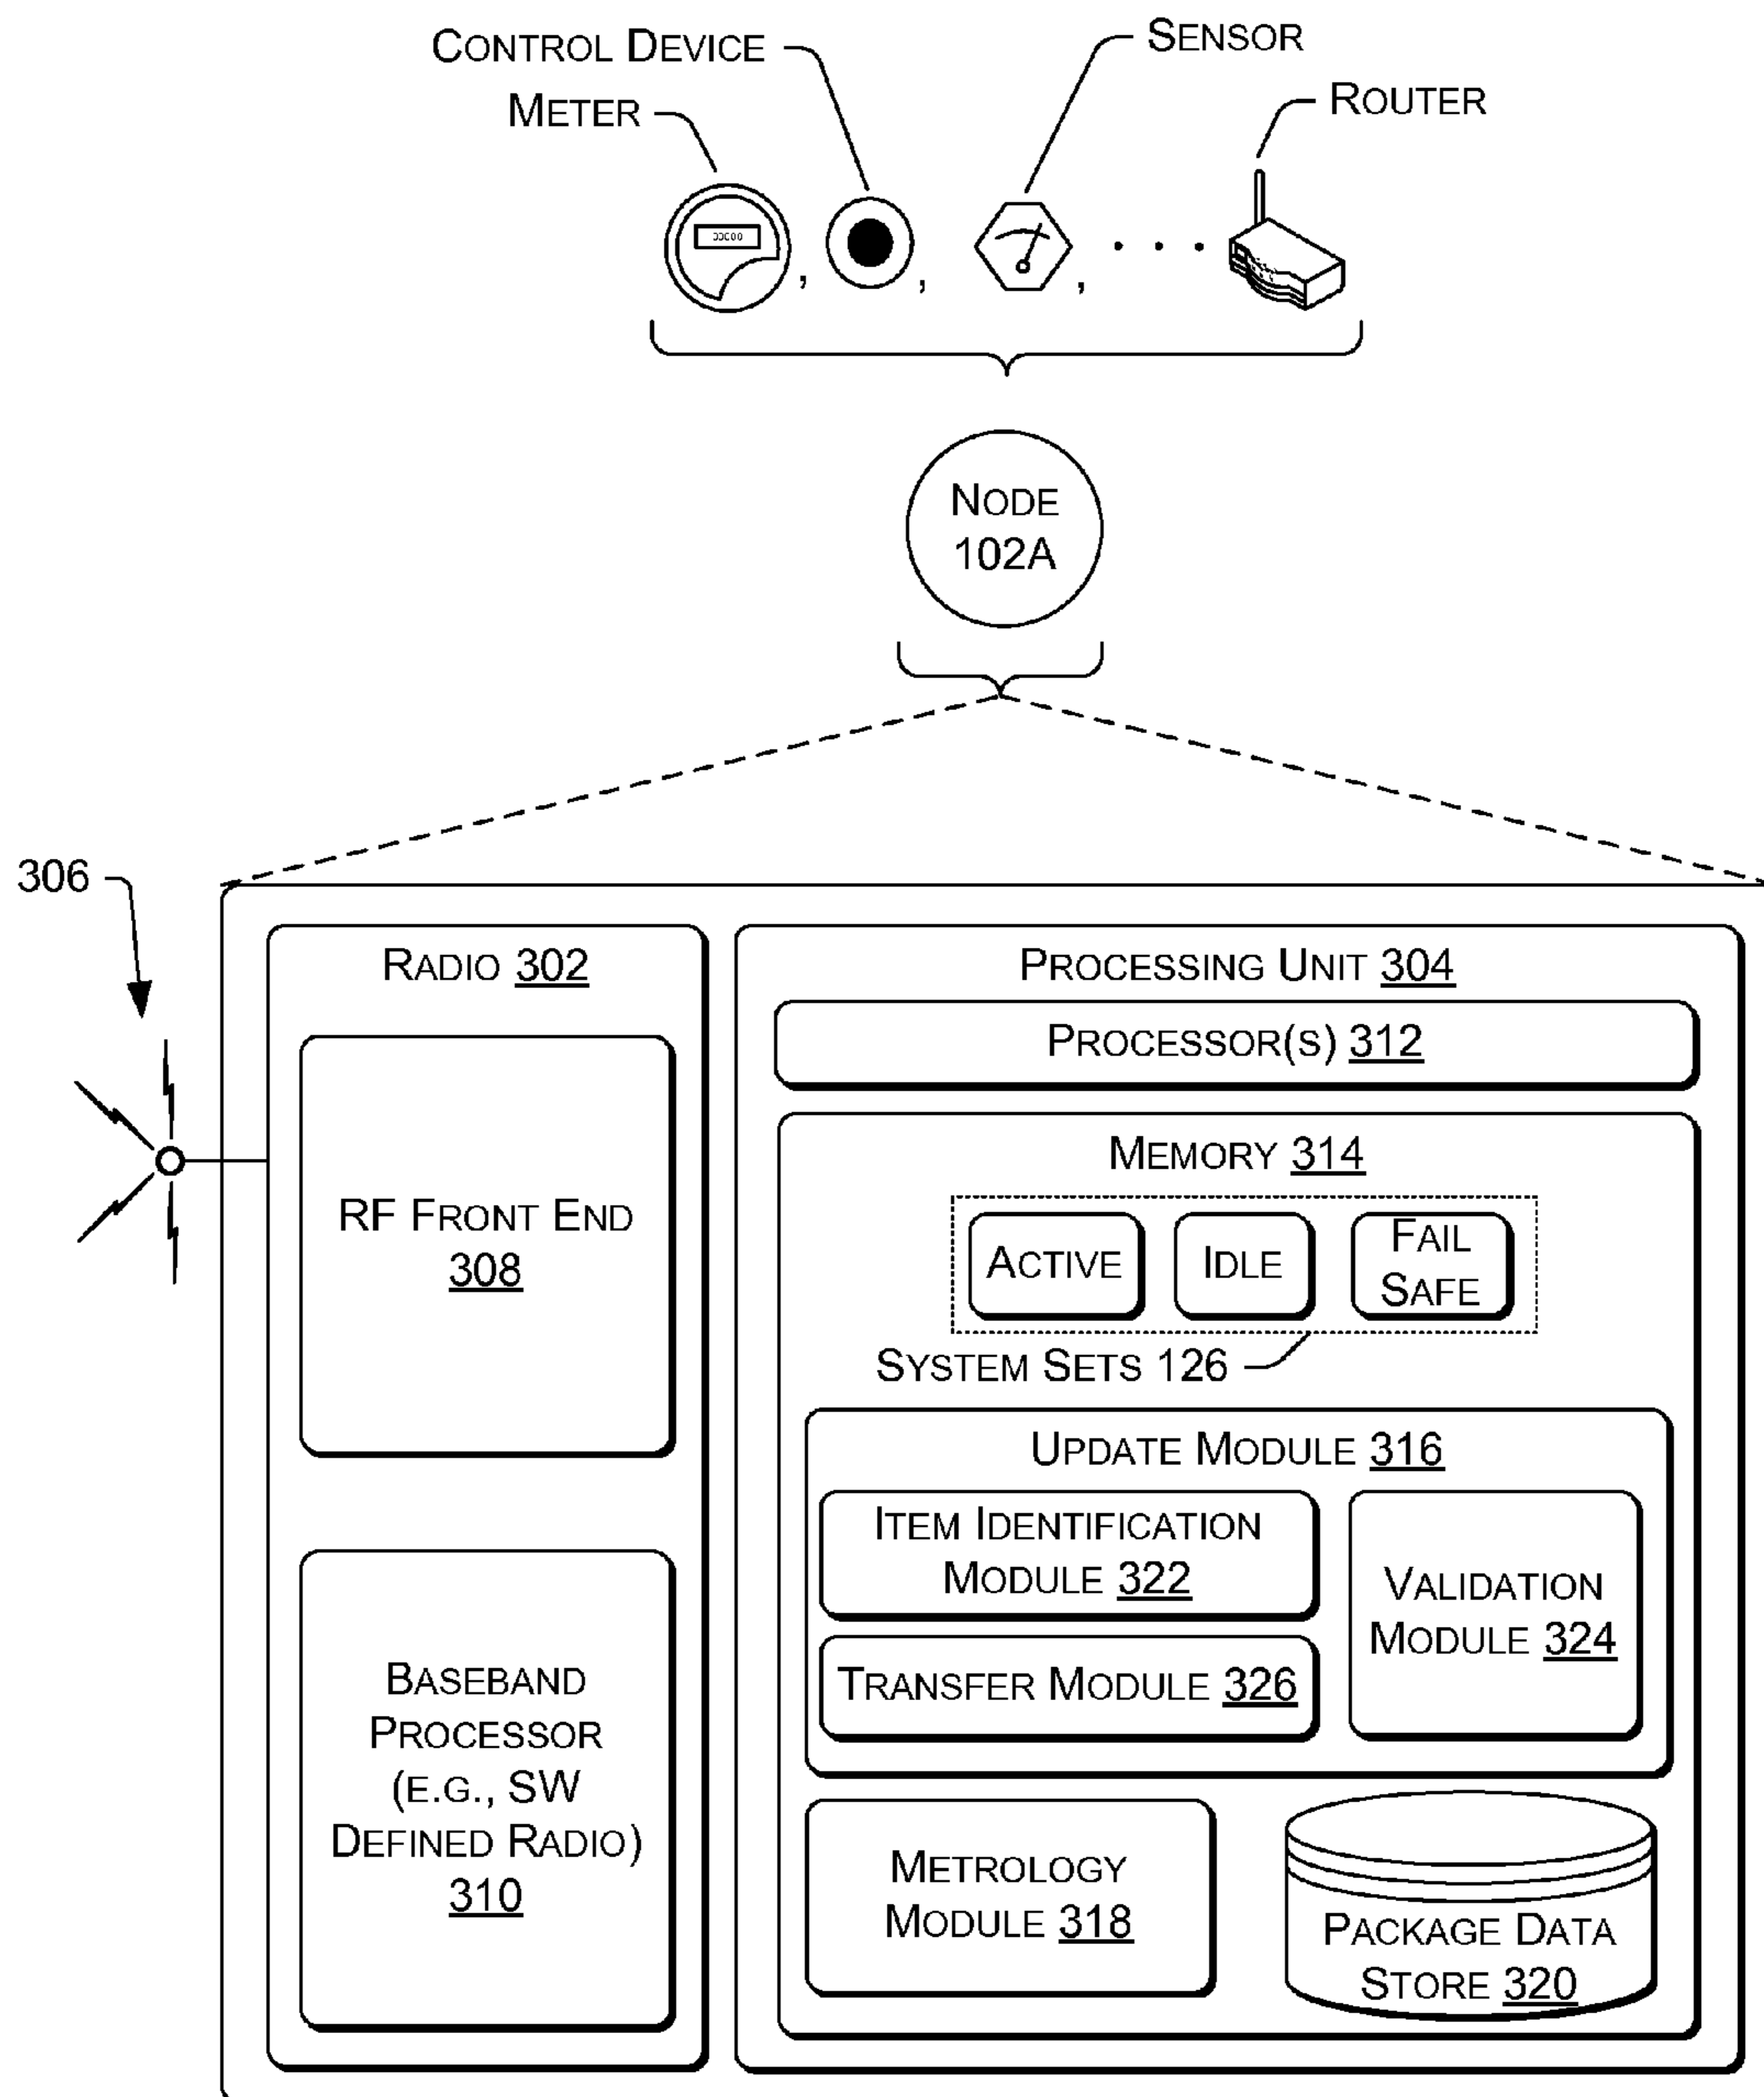 CONTROL DEVICE
SENSOR
METER
ROUTER
NODE
102A
306
RADIO 302
RF FRONT END
308
BASEBAND
PROCESSOR
(E.G., SW
DEFINED RADIO)
310
PROCESSING UNIT 304
PROCESSOR(S) 312
MEMORY 314
ACTIVE
IDLE
FAIL
SAFE
SYSTEM SETS 126
UPDATE MODULE 316
ITEM IDENTIFICATION
MODULE 322
TRANSFER MODULE 326
VALIDATION
MODULE 324
METROLOGY
MODULE 318
PACKAGE DATA
STORE 320